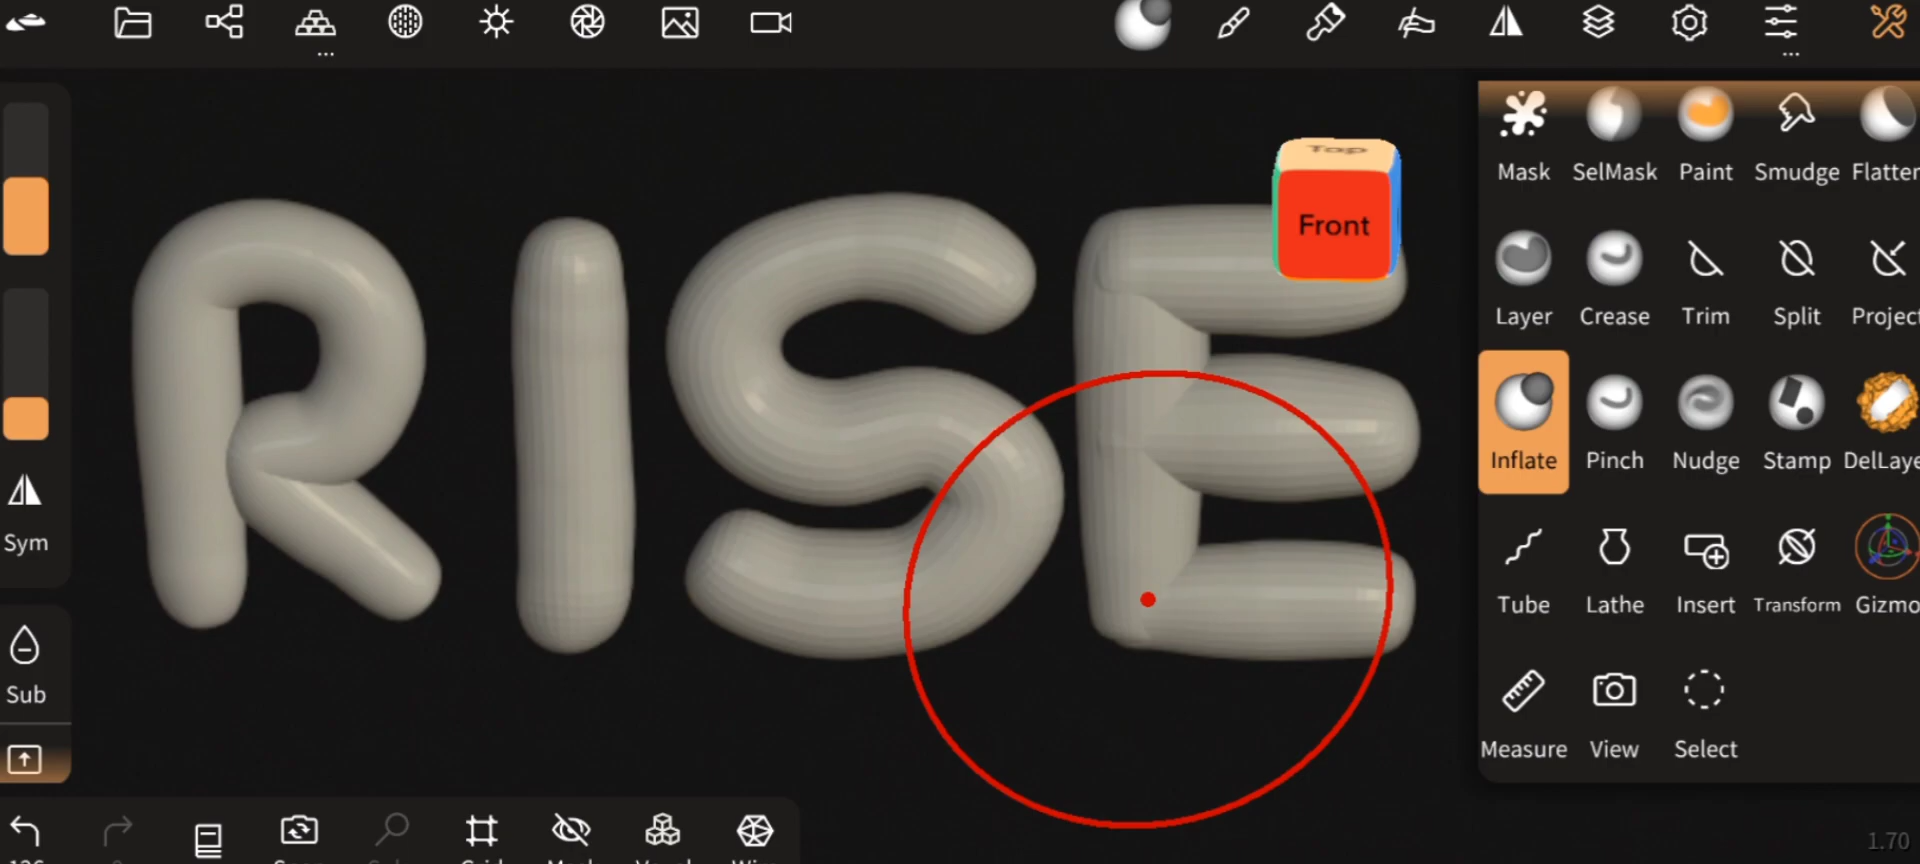 RISE
Top
Front
Mask SelMask Paint Smudge Flatten
Layer Crease Trim Split Project
Inflate Pinch Nudge Stamp DelLaye
Tube Lathe Insert Transform Gizmo
Measure View Select
Sym
Sub
1.70